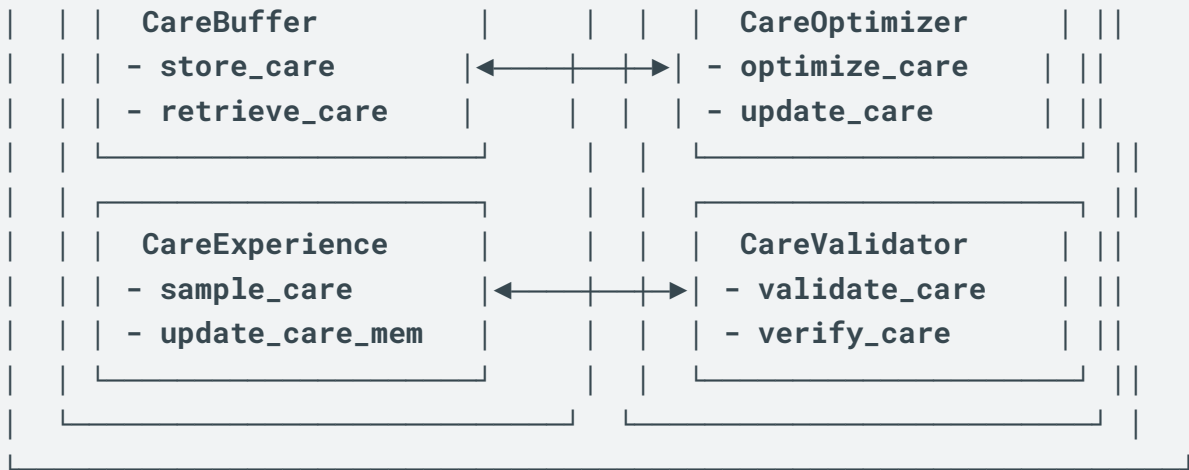 CareBuffer CareOptimizer
- store_care - optimize_care
- retrieve_care - update_care
CareExperience CareValidator
- sample_care - validate_care
- update_care_mem - verify_care